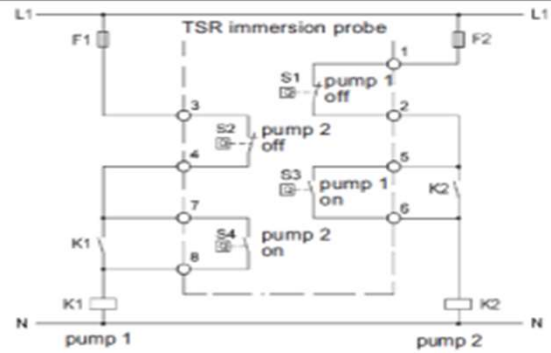 L1 L1
TSR immersion probe
F1 F2
1
S1 pump 1
off
3 2
S2 pump 2
off
4 5
S3 pump 1
on
K2
7 6
S4 pump 2
on
K1
8
K1 K2
N N
pump 1 pump 2